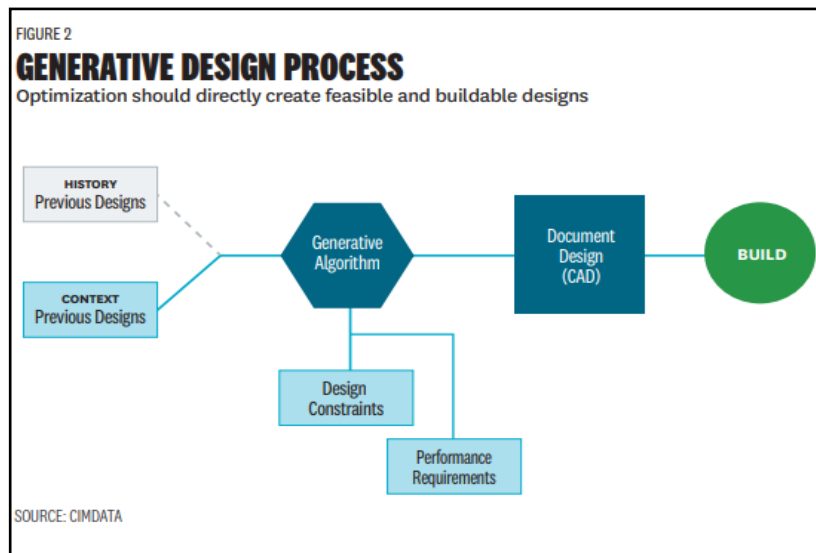 FIGURE 2
GENERATIVE DESIGN PROCESS
Optimization should directly create feasible and buildable designs
HISTORY
Previous Designs
CONTEXT
Previous Designs
Generative
Algorithm
Design
Constraints
Performance
Requirements
Document
Design
(CAD)
BUILD
SOURCE: CIMDATA